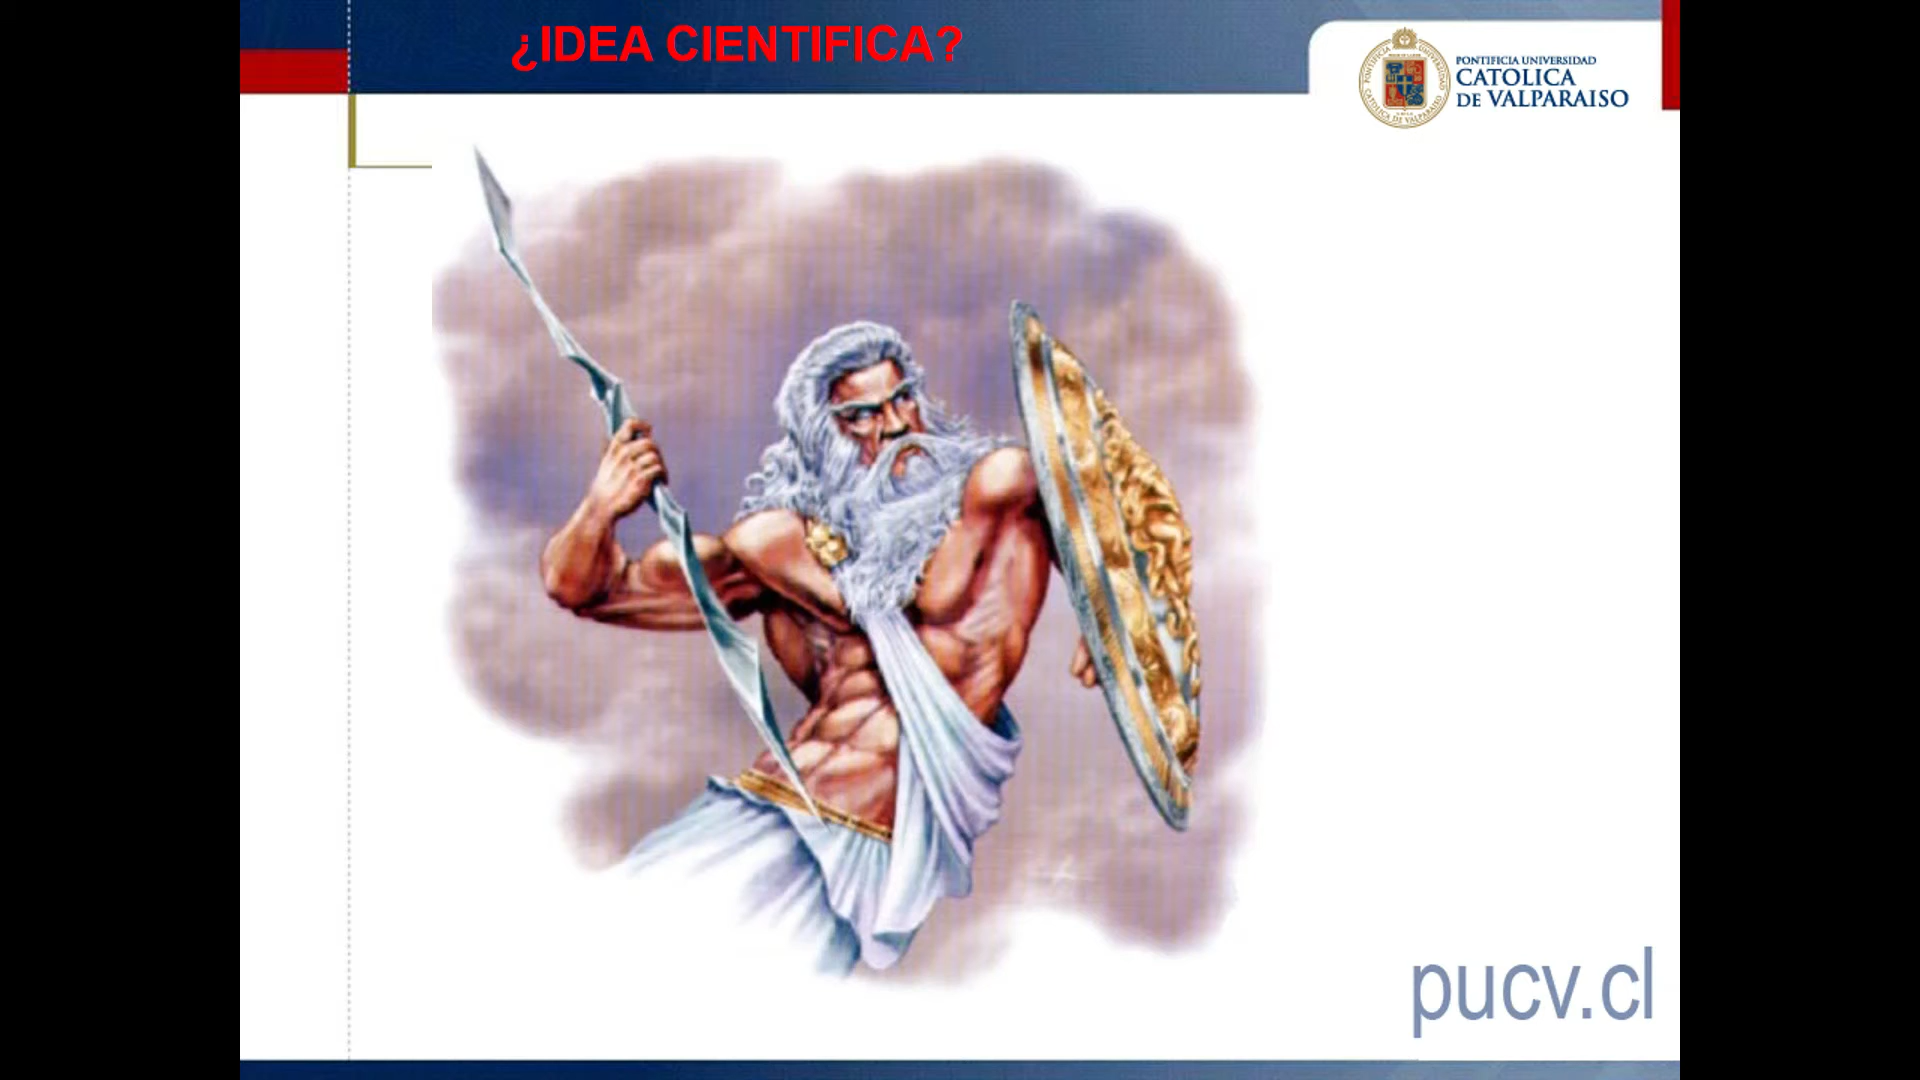 ¿IDEA CIENTIFICA?
PONTIFICIA UNIVERSIDAD
CATOLICA
DE VALPARAISO
pucv.cl